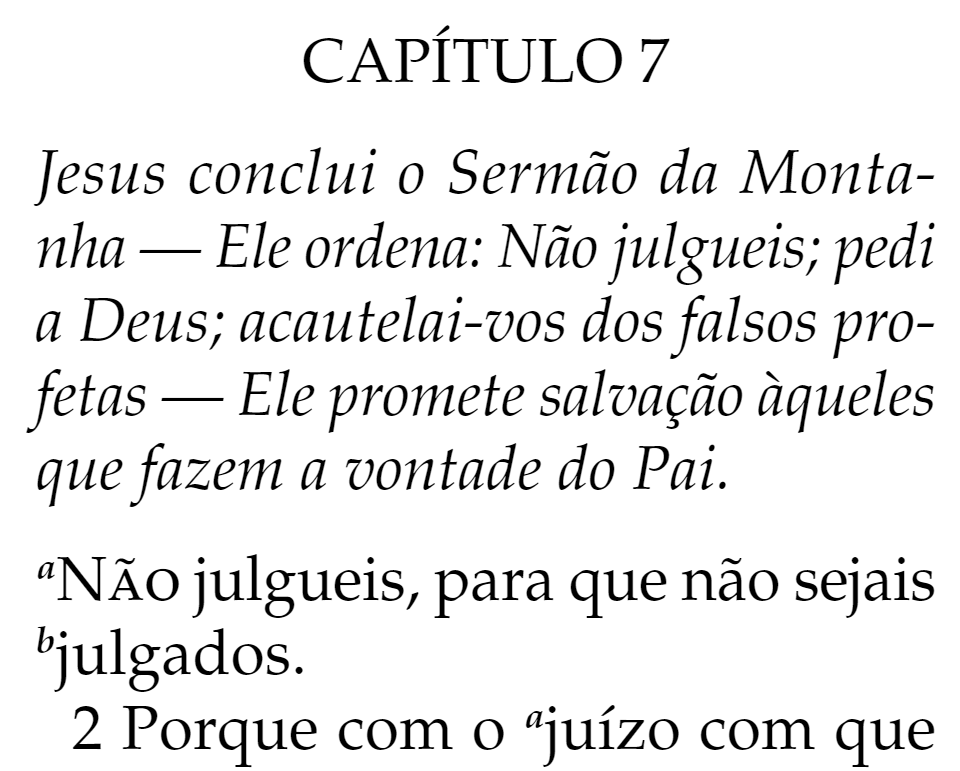 CAPÍTULO 7
Jesus conclui o Sermão da Monta-
nha — Ele ordena: Não julgueis; pedi
a Deus; acautelai-vos dos falsos pro-
fetas — Ele promete salvação àqueles
que fazem a vontade do Pai.
aNÃO julgueis, para que não sejais
bjulgados.
2 Porque com o ajuízo com que